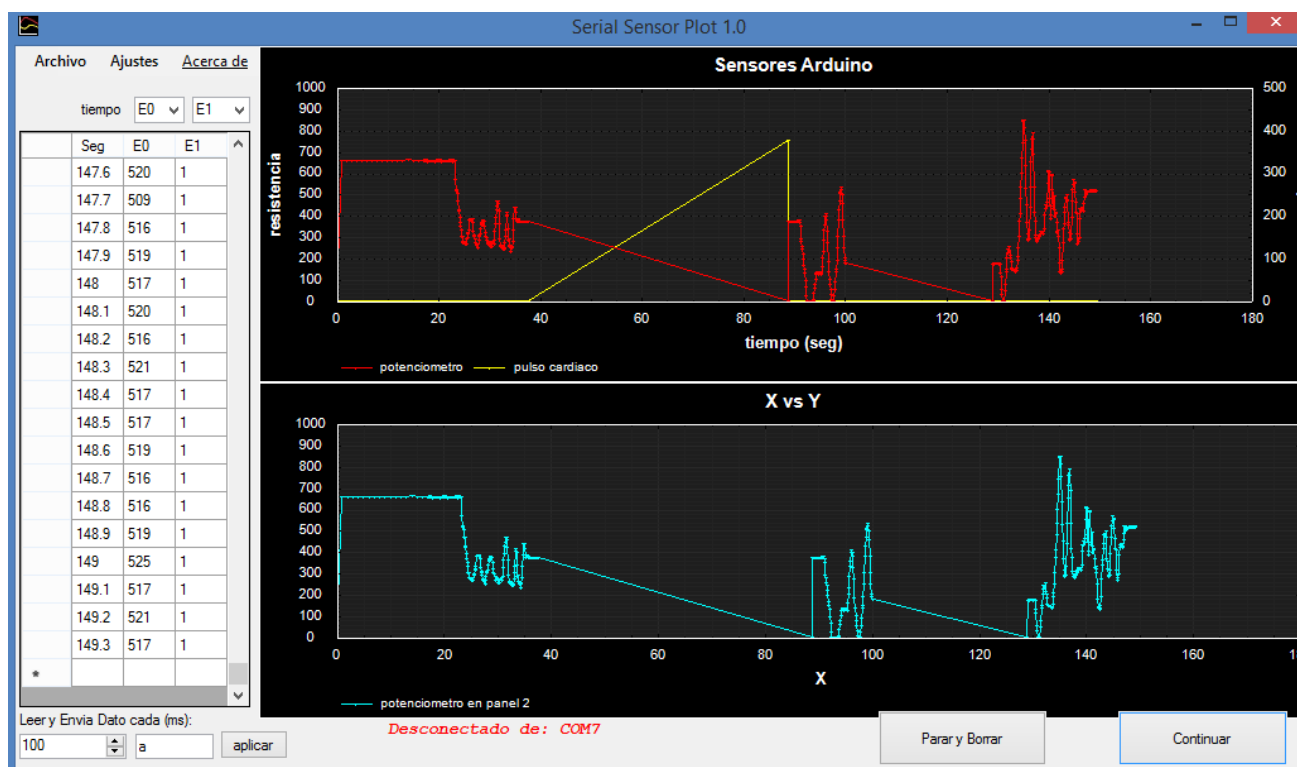 Serial Sensor Plot 1.0
Archivo Ajustes Acerca de
tiempo E0 E1
Seg E0 E1
147.6 520 1
147.7 509 1
147.8 516 1
147.9 519 1
148 517 1
148.1 520 1
148.2 516 1
148.3 521 1
148.4 517 1
148.5 517 1
148.6 519 1
148.7 516 1
148.8 516 1
148.9 519 1
149 525 1
149.1 517 1
149.2 521 1
149.3 517 1
*
Leer y Envia Dato cada (ms):
100 a aplicar
Sensores Arduino
1000 500
900
800 400
700
600 300
500
400 200
300
200 100
100
0 0
resistencia
0 20 40 60 80 100 120 140 160 180
tiempo (seg)
potenciometro pulso cardiaco
X vs Y
1000
900
800
700
600
500
400
300
200
100
0
0 20 40 60 80 100 120 140 160
X
potenciometro en panel 2
Desconectado de: COM7
Parar y Borrar
Continuar